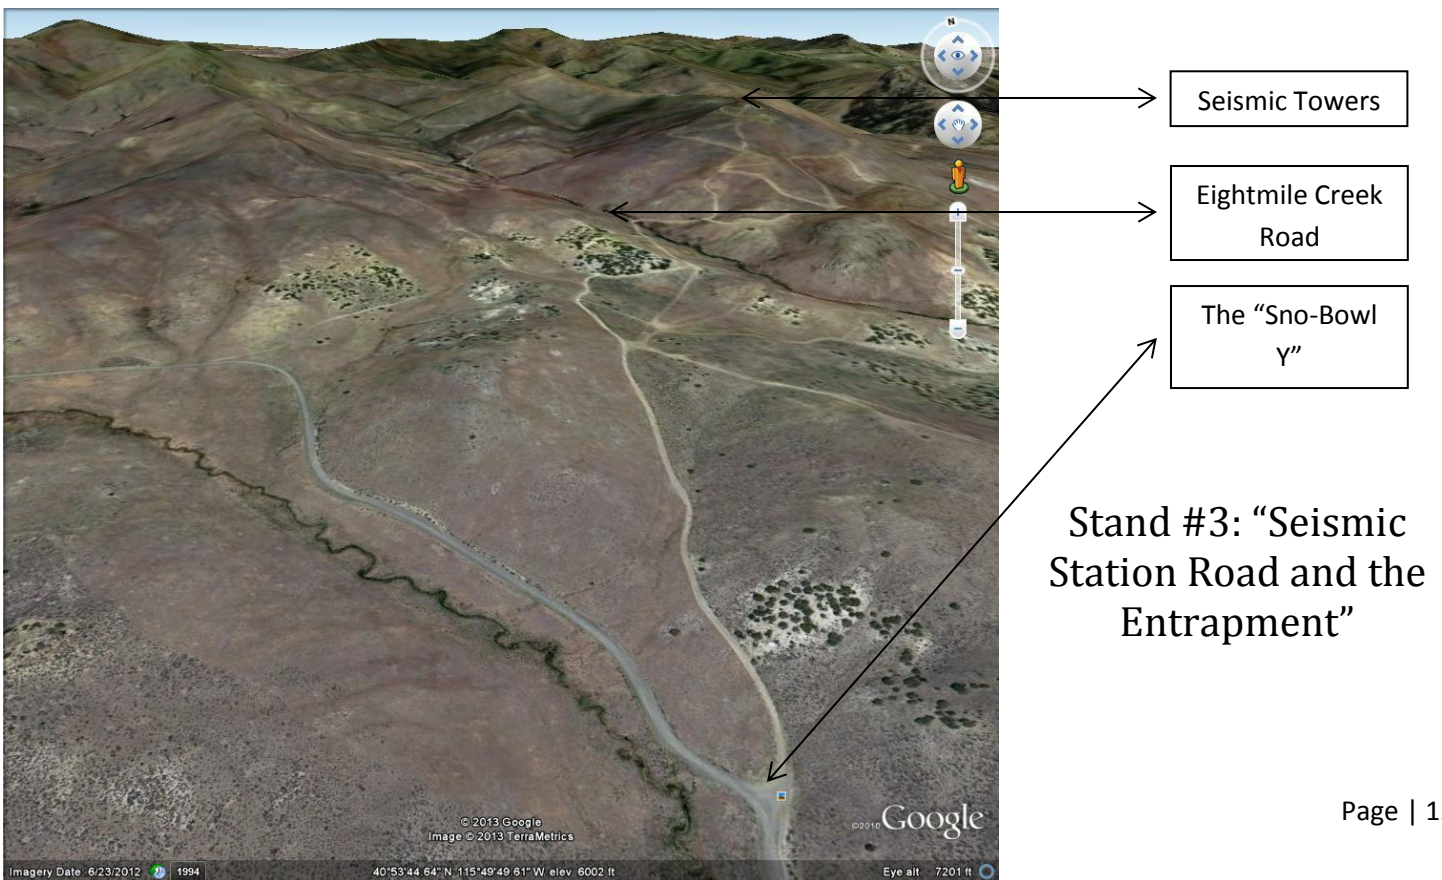 N
Seismic Towers
Eightmile Creek
Road
The “Sno-Bowl
Y”
Stand #3: “Seismic
Station Road and the
Entrapment”
© 2013 Google
Image © 2013 TerraMetrics
©2010 Google
Page | 1
Imagery Date: 6/23/2012 1994 40°53'44.64" N 115°49'49.61" W elev 6002 ft Eye alt 7201 ft